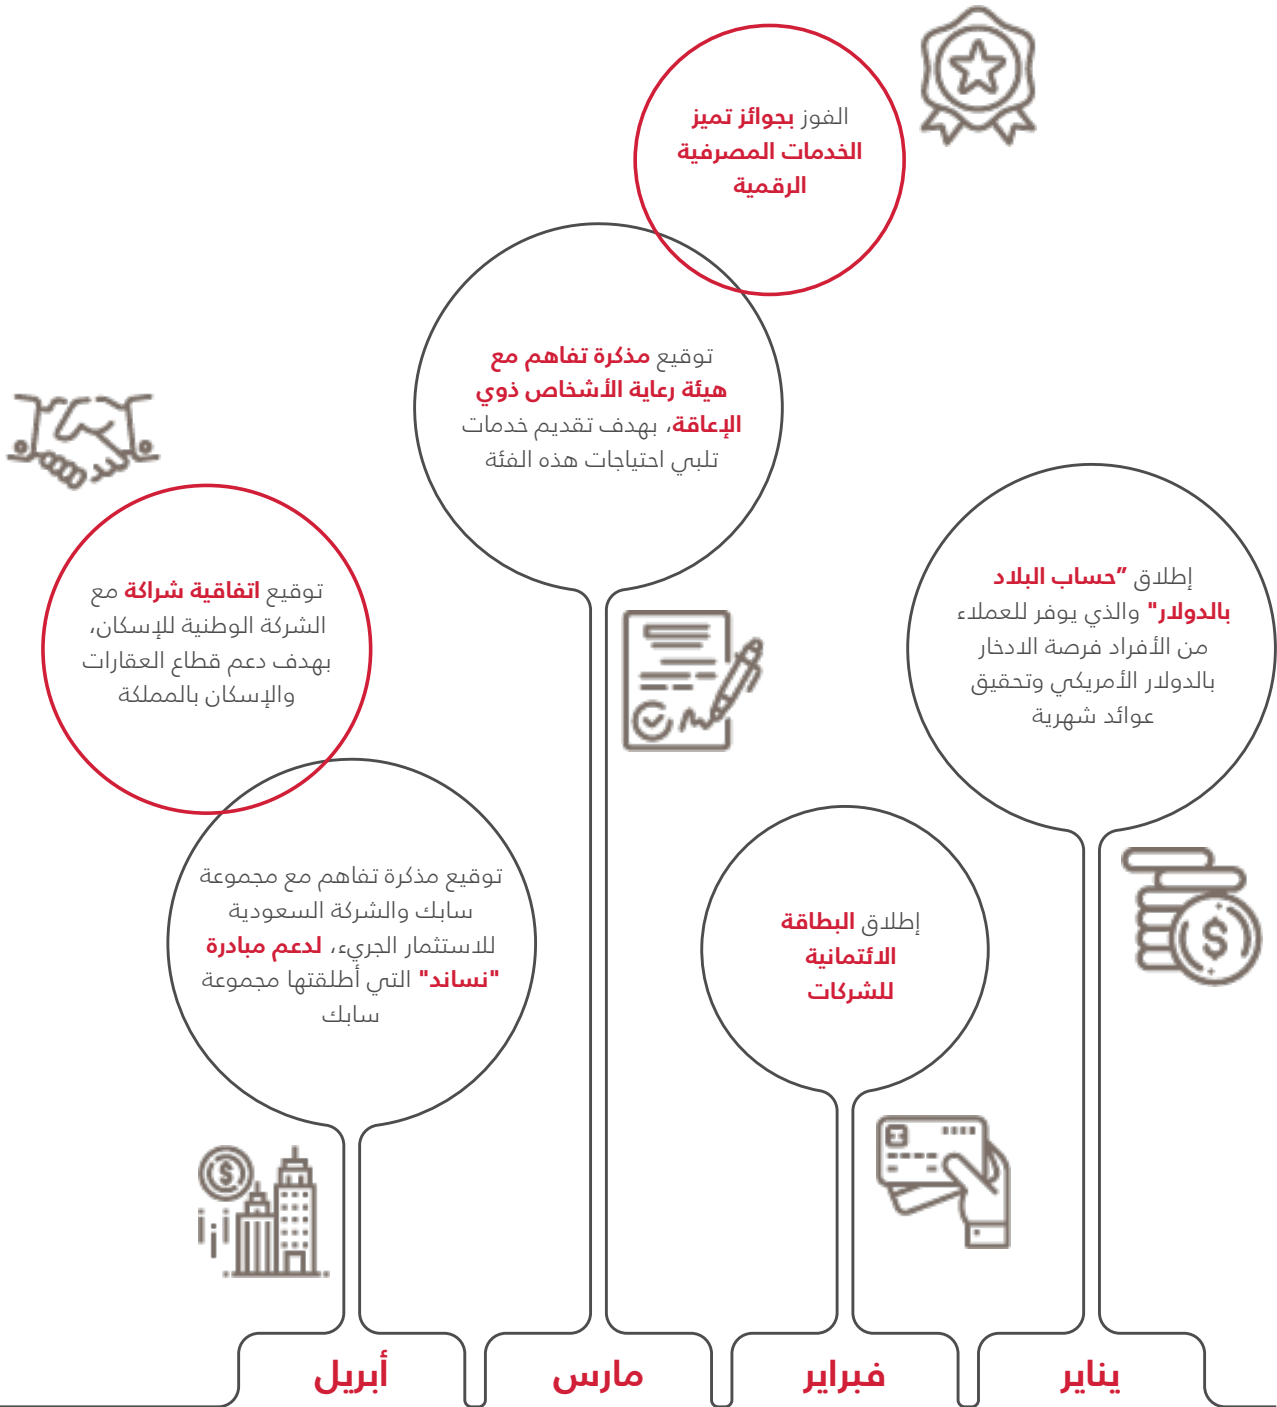 الفوز بجوائز تميز
الخدمات المصرفية
الرقمية
توقيع مذكرة تفاهم مع
هيئة رعاية الأشخاص ذوي
الإعاقة، بهدف تقديم خدمات
تلبي احتياجات هذه الفئة
إطلاق "حساب البلاد
بالدولار" والذي يوفر للعملاء
من الأفراد فرصة الادخار
بالدولار الأمريكي وتحقيق
عوائد شهرية
توقيع اتفاقية شراكة مع
الشركة الوطنية للإسكان،
بهدف دعم قطاع العقارات
والإسكان بالمملكة
إطلاق البطاقة
الائتمانية
للشركات
توقيع مذكرة تفاهم مع مجموعة
سابك والشركة السعودية
للاستثمار الجريء، لدعم مبادرة
"نساند" التي أطلقتها مجموعة
سابك
يناير
فبراير
مارس
أبريل